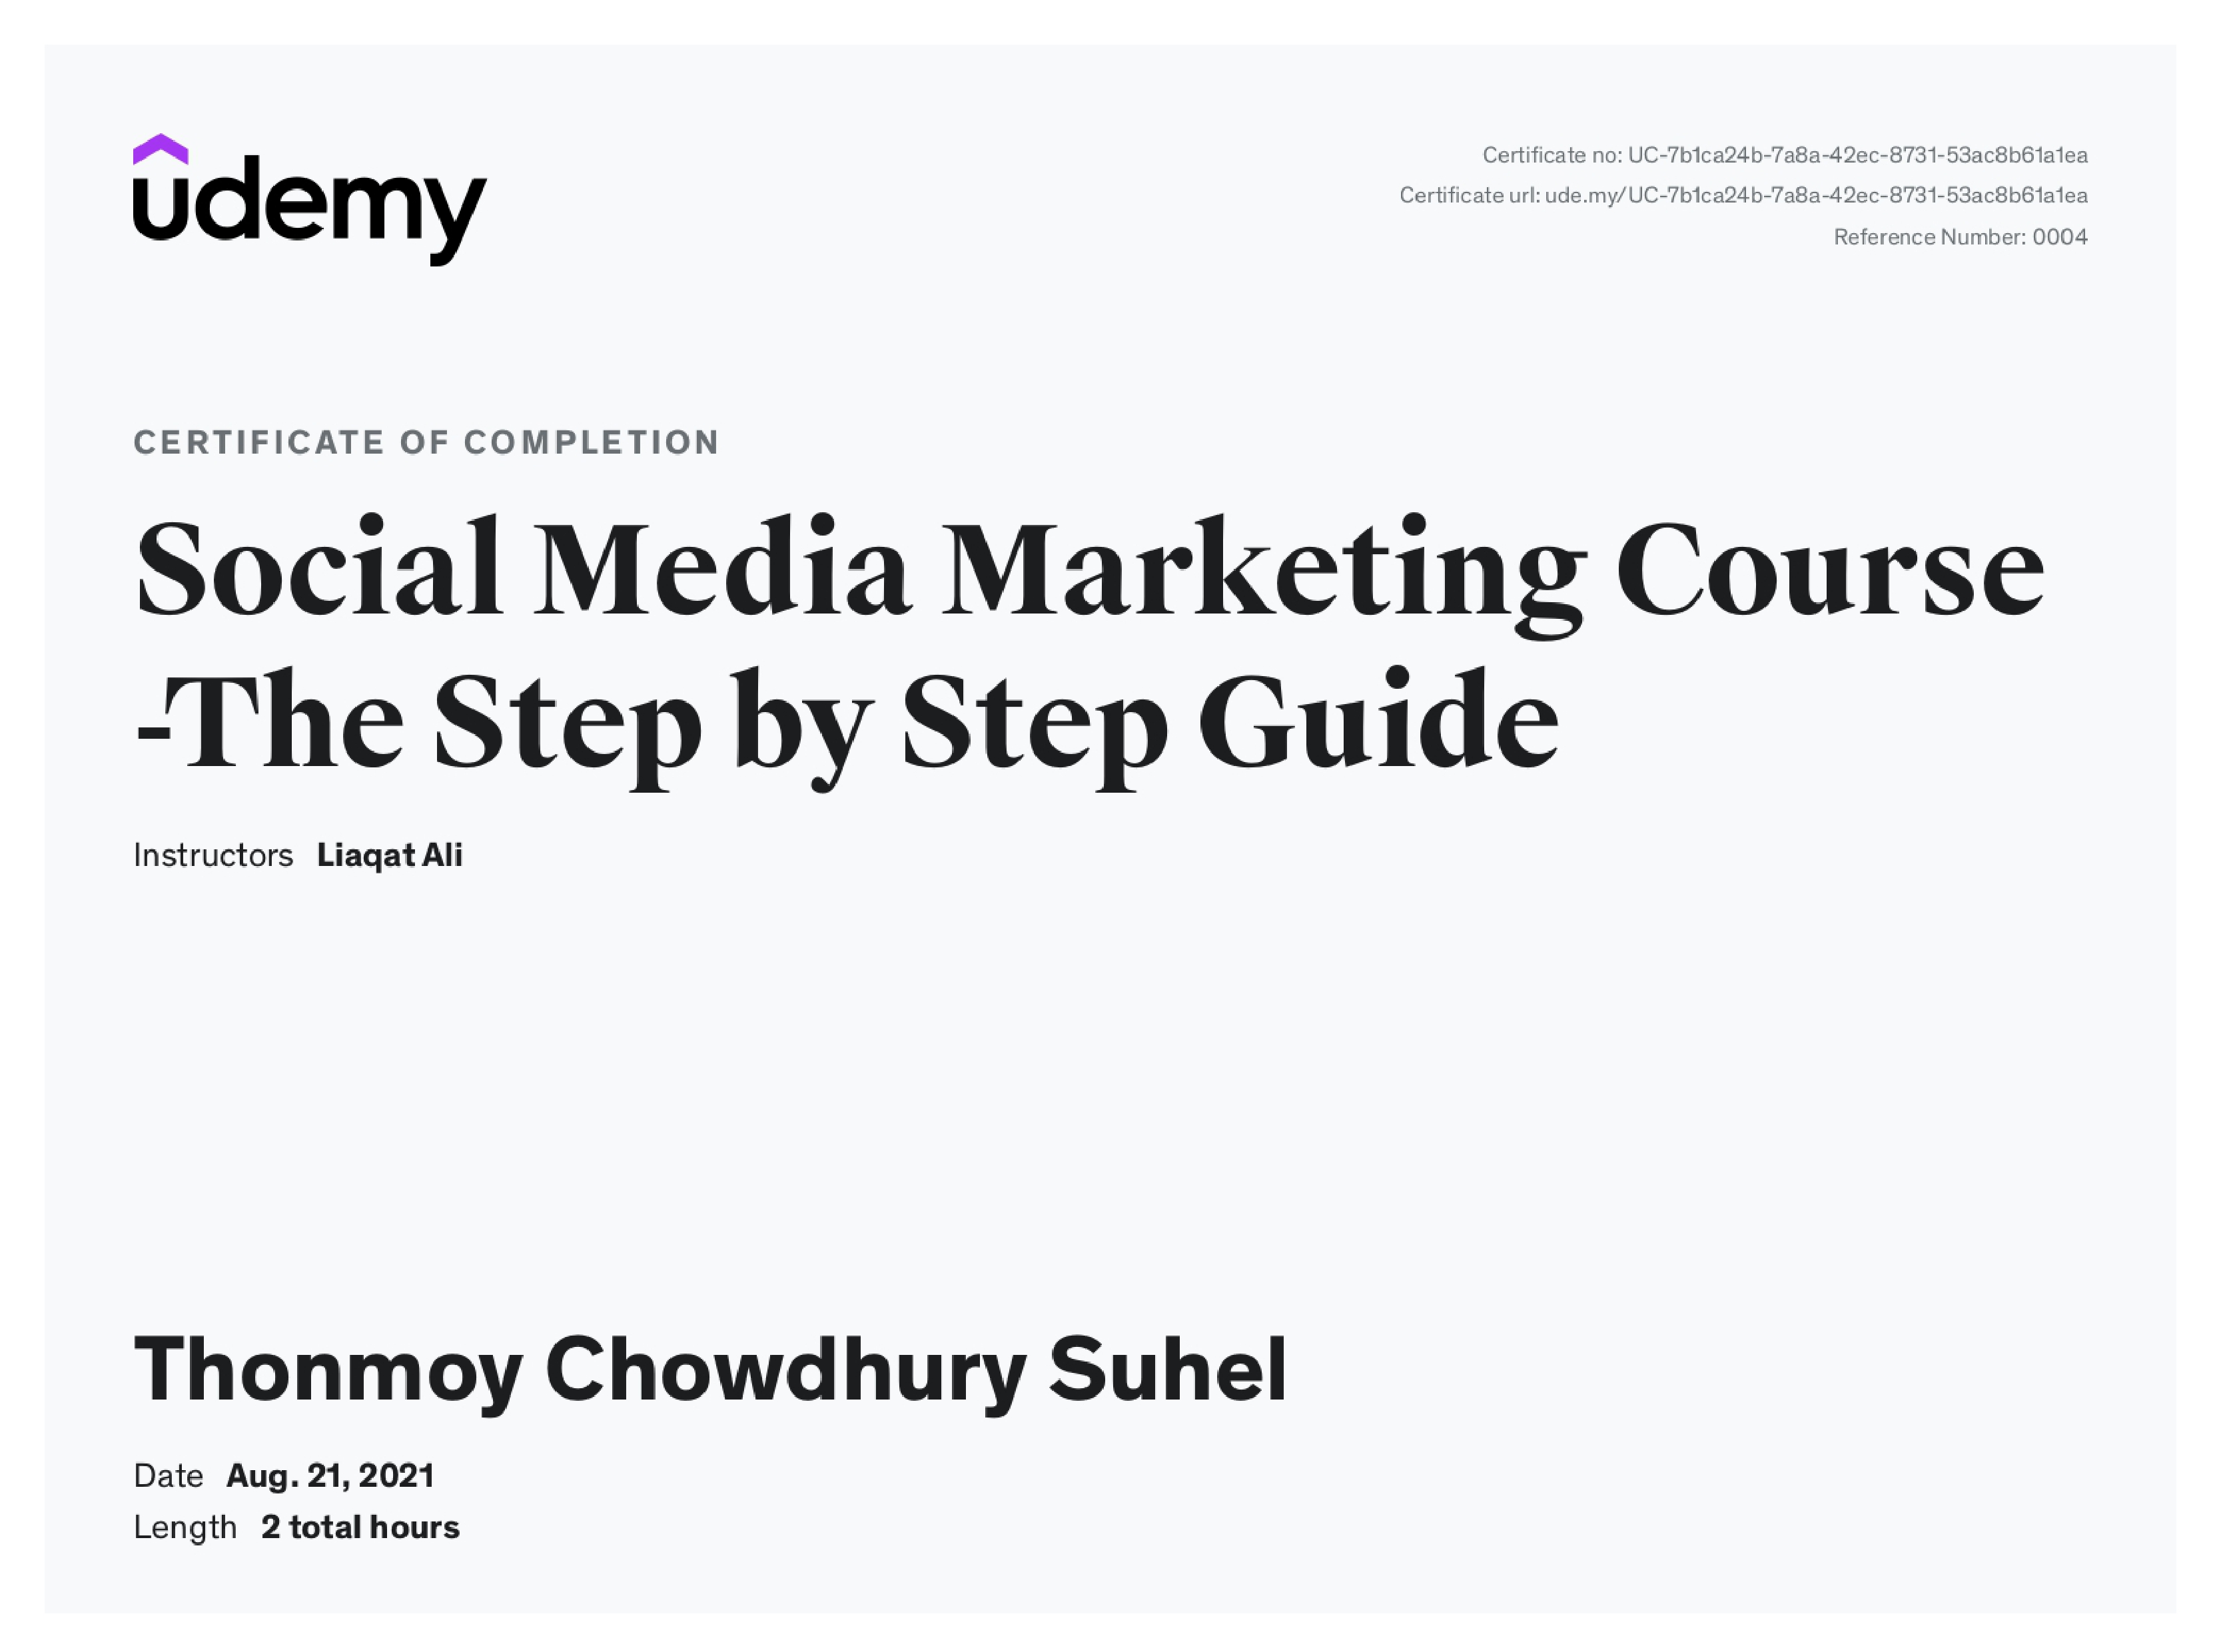 udemy
Certificate no: UC-7b1ca24b-7a8a-42ec-8731-53ac8b61a1ea
Certificate url: ude.my/UC-7b1ca24b-7a8a-42ec-8731-53ac8b61a1ea
Reference Number: 0004
CERTIFICATE OF COMPLETION
Social Media Marketing Course
-The Step by Step Guide
Instructors Liaqat Ali
Thonmoy Chowdhury Suhel
Date Aug. 21, 2021
Length 2 total hours